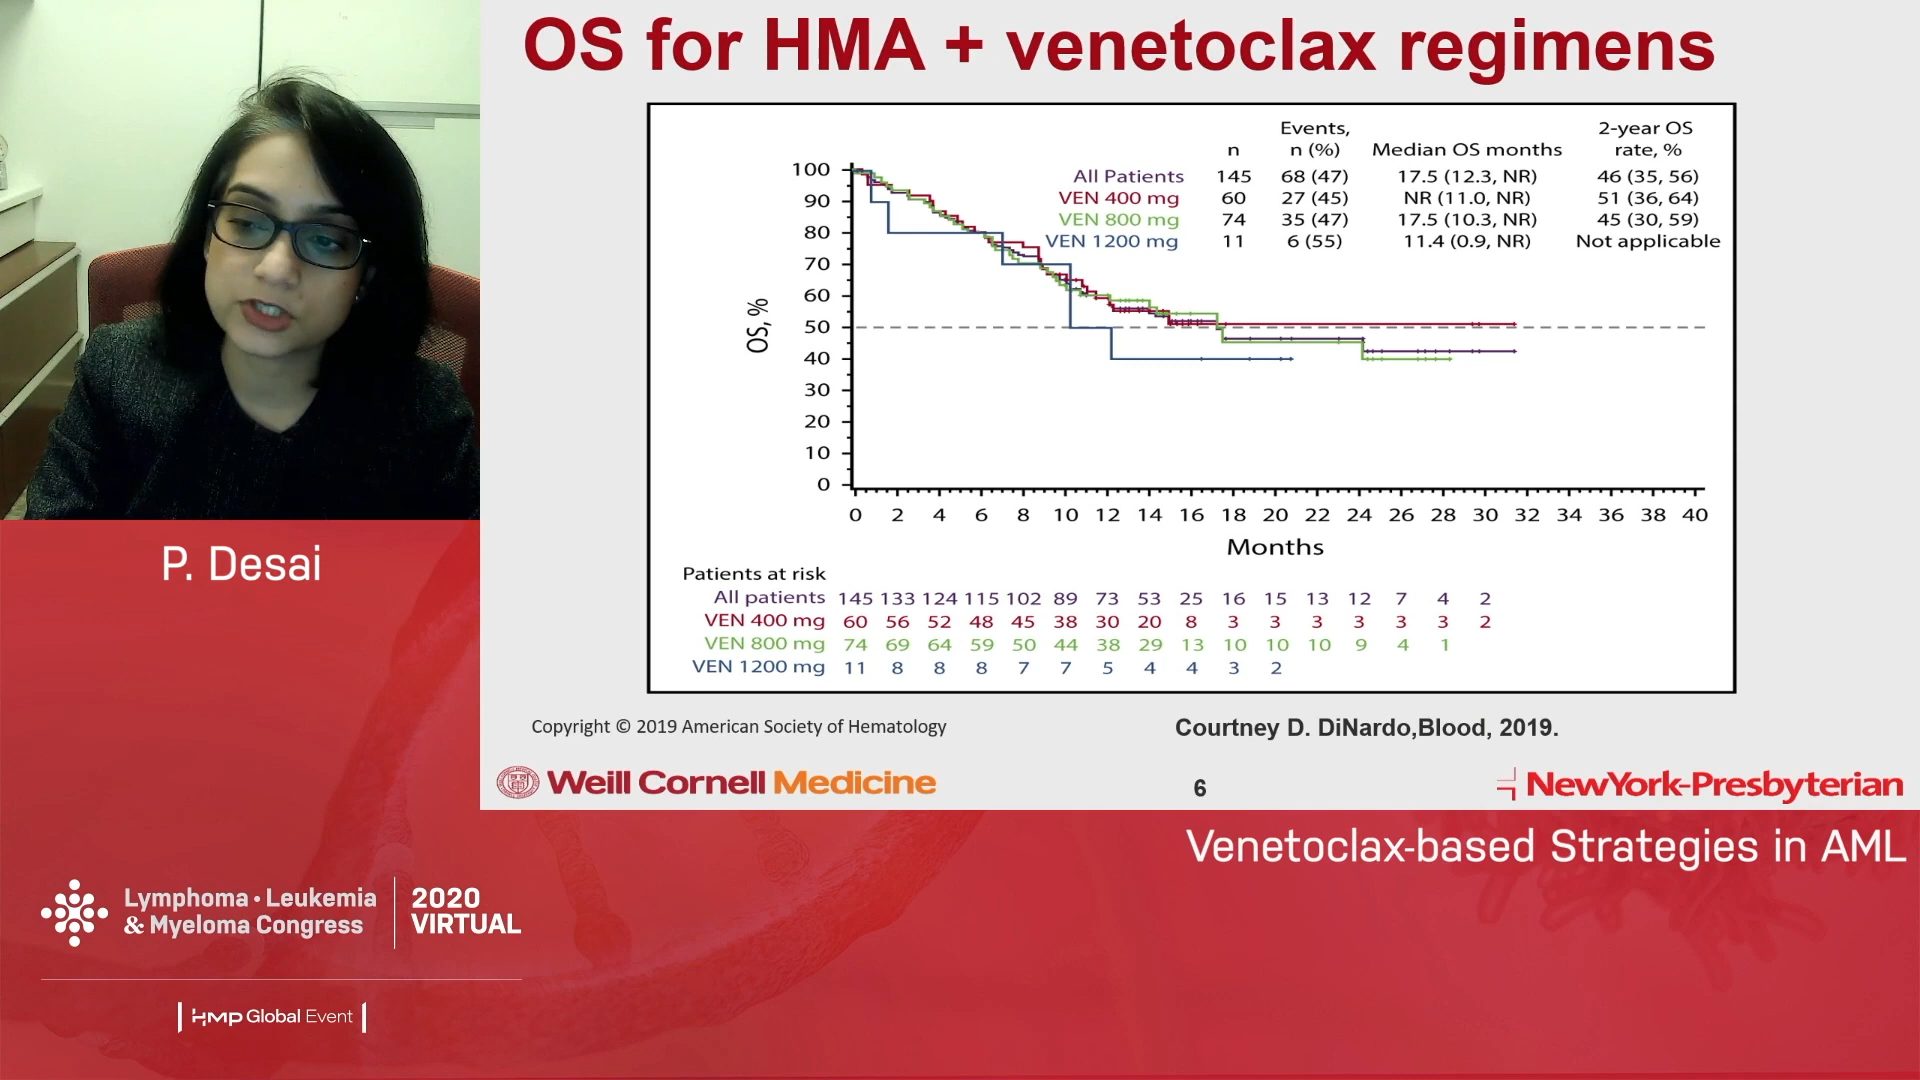 OS for HMA + venetoclax regimens
Events, 2-year OS
n n (%) Median OS months rate, %
All Patients 145 68 (47) 17.5 (12.3, NR) 46 (35, 56)
VEN 400 mg 60 27 (45) NR (11.0, NR) 51 (36, 64)
VEN 800 mg 74 35 (47) 17.5 (10.3, NR) 45 (30, 59)
VEN 1200 mg 11 6 (55) 11.4 (0.9, NR) Not applicable
OS, %
100
90
80
70
60
50
40
30
20
10
0
0 2 4 6 8 10 12 14 16 18 20 22 24 26 28 30 32 34 36 38 40
Months
Patients at risk
All patients 145 133 124 115 102 89 73 53 25 16 15 13 12 7 4 2
VEN 400 mg 60 56 52 48 45 38 30 20 8 3 3 3 3 3 3 2
VEN 800 mg 74 69 64 59 50 44 38 29 13 10 10 10 9 4 1
VEN 1200 mg 11 8 8 8 7 7 5 4 4 3 2
Copyright © 2019 American Society of Hematology
Courtney D. DiNardo,Blood, 2019.
Weill Cornell Medicine
6
NewYork-Presbyterian
P. Desai
Venetoclax-based Strategies in AML
Lymphoma • Leukemia
& Myeloma Congress
2020
VIRTUAL
HMP Global Event